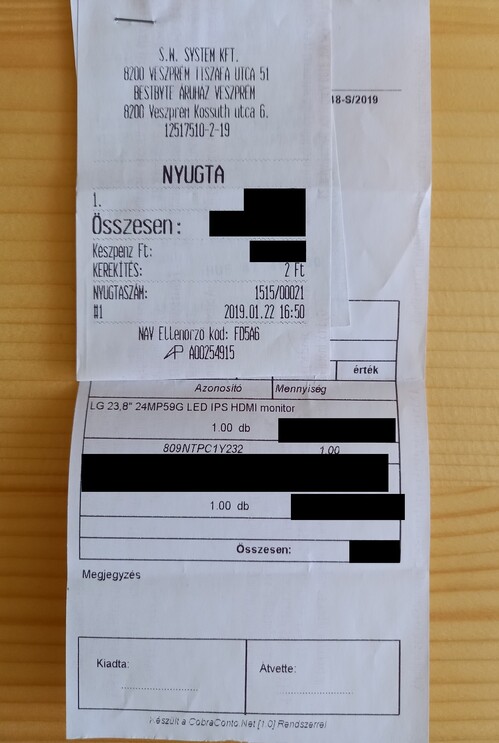 S.W. SYSTEM KFT.
8200 VESZPRÉM TISZAFA UTCA 51
BESTBYTE ÁRUHÁZ VESZPRÉM
8200 Veszprém Kossuth utca 6.
12517510-2-19
NYUGTA
1.
Összesen:
Készpénz Ft:
KEREKÍTÉS: 2 Ft
NYUGTASZÁM: 1515/00021
#1 2019.01.22 16:50
NAV Ellenőrző kód: FD5A6
AP A00254915
48-S/2019
érték
Azonosító Mennyiség
LG 23,8" 24MP59G LED IPS HDMI monitor
1.00 db
809NTPC1Y232 1.00
1.00 db
Összesen:
Megjegyzés
Kiadta: Átvette:
Készült a CobraConto.Net [1.0] Rendszerrel